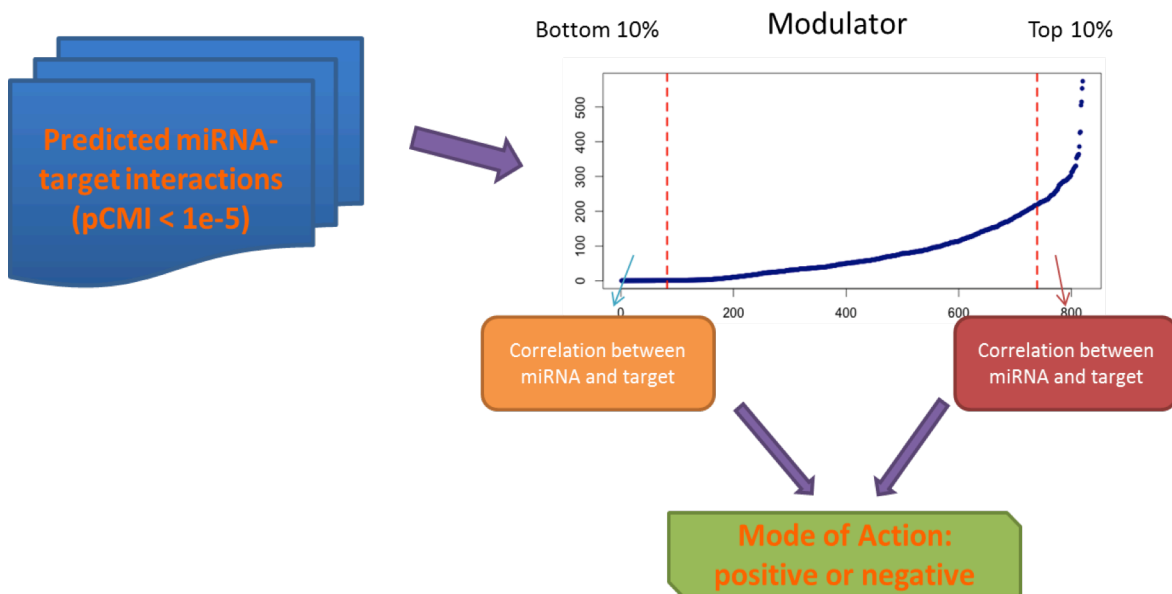 Bottom 10%
Modulator
Top 10%
Predicted miRNA-
target interactions
(pCMI < 1e-5)
500
400
300
200
100
0
0
200
400
600
800
Correlation between
miRNA and target
Correlation between
miRNA and target
Mode of Action:
positive or negative